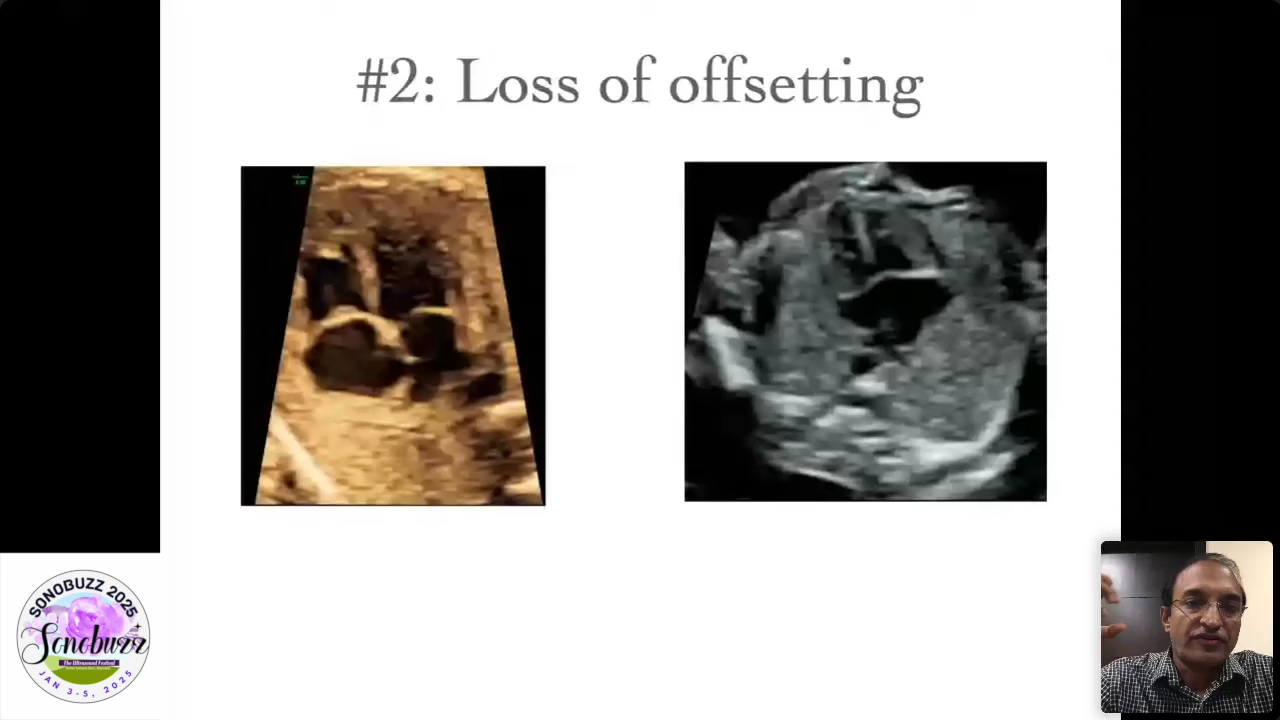 #2: Loss of offsetting
SONOBUZZ 2025
Sonobuzz
The Ultrasound Festival
JAN 3-5, 2025